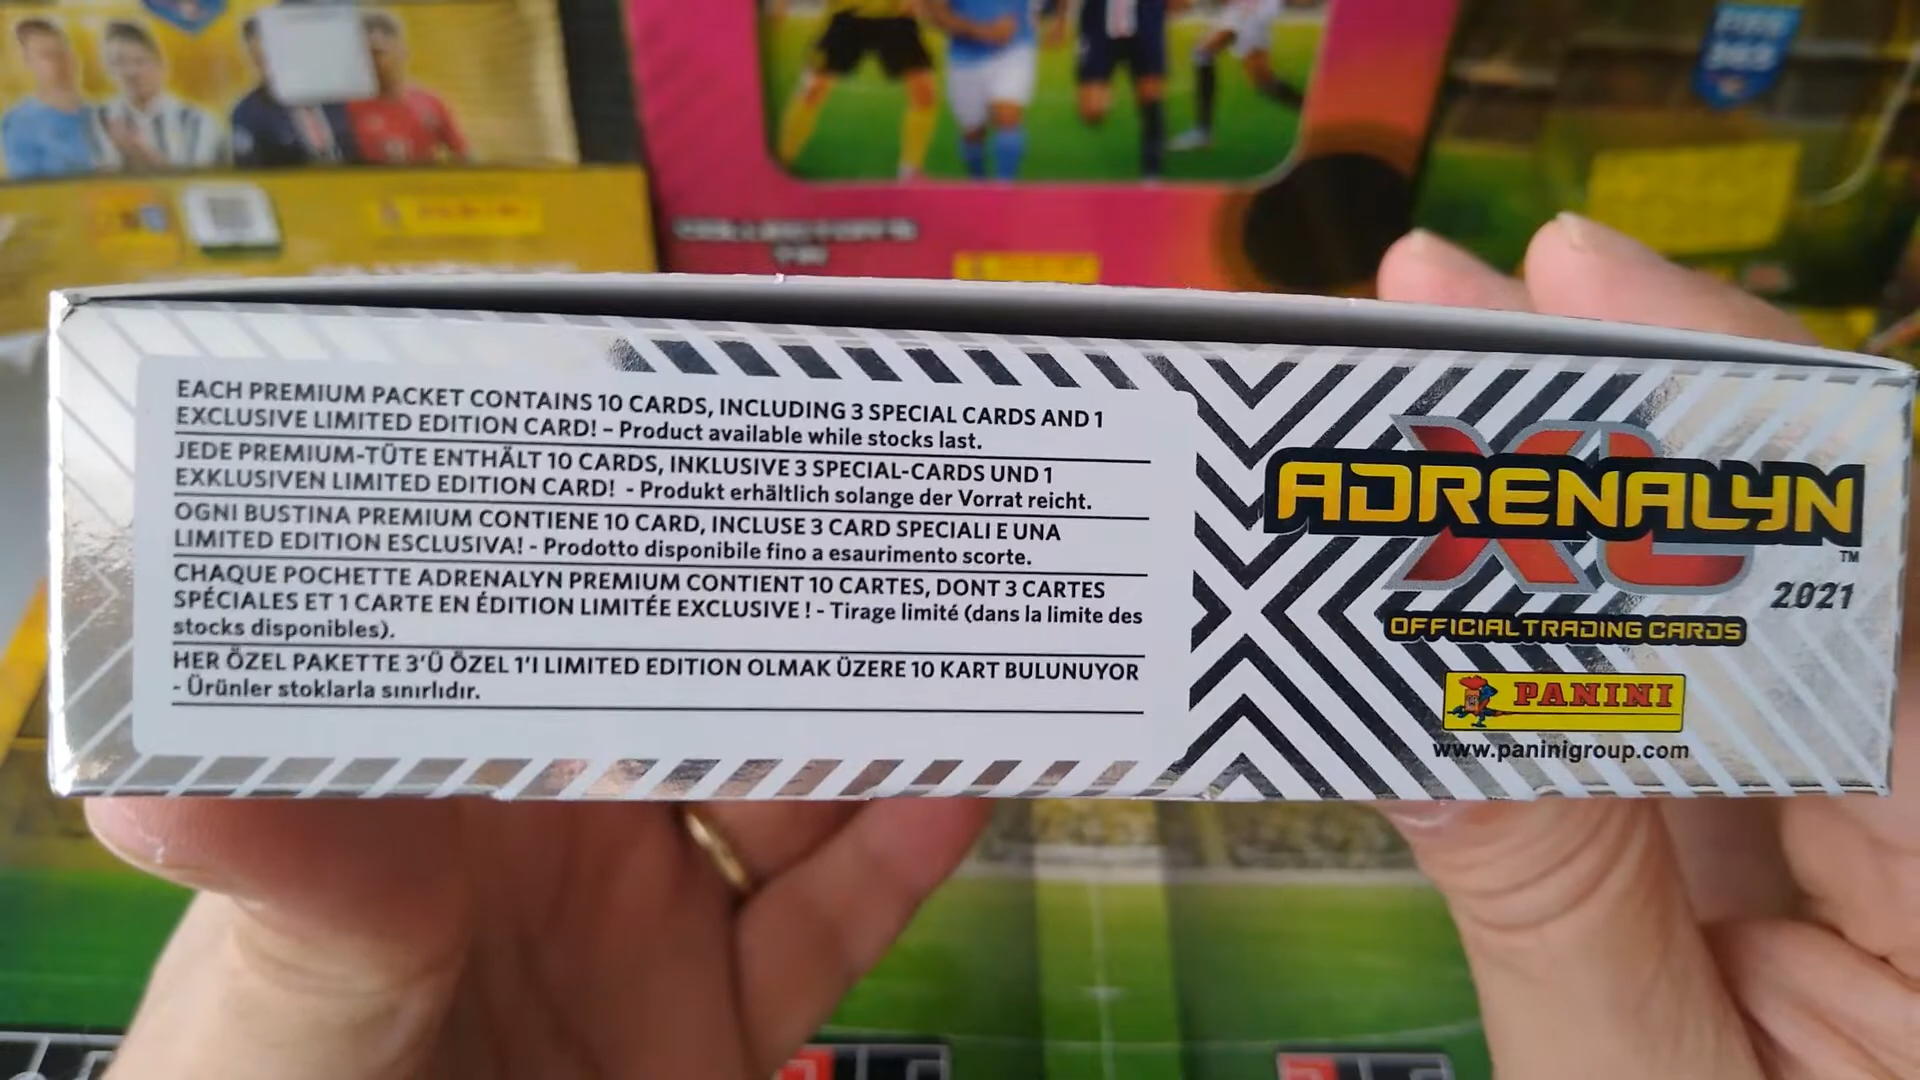 FIFA
365
PANINI
COLLECTOR'S
TIN
EACH PREMIUM PACKET CONTAINS 10 CARDS, INCLUDING 3 SPECIAL CARDS AND 1
EXCLUSIVE LIMITED EDITION CARD! – Product available while stocks last.
JEDE PREMIUM-TÜTE ENTHÄLT 10 CARDS, INKLUSIVE 3 SPECIAL-CARDS UND 1
EXKLUSIVEN LIMITED EDITION CARD! - Produkt erhältlich solange der Vorrat reicht.
OGNI BUSTINA PREMIUM CONTIENE 10 CARD, INCLUSE 3 CARD SPECIALI E UNA
LIMITED EDITION ESCLUSIVA! - Prodotto disponibile fino a esaurimento scorte.
CHAQUE POCHETTE ADRENALYN PREMIUM CONTIENT 10 CARTES, DONT 3 CARTES
SPÉCIALES ET 1 CARTE EN ÉDITION LIMITÉE EXCLUSIVE ! - Tirage limité (dans la limite des
stocks disponibles).
HER ÖZEL PAKETTE 3'Ü ÖZEL 1'I LIMITED EDITION OLMAK ÜZERE 10 KART BULUNUYOR
- Ürünler stoklarla sınırlıdır.
ADRENALYN
XL
™
2021
OFFICIAL TRADING CARDS
PANINI
www.paninigroup.com